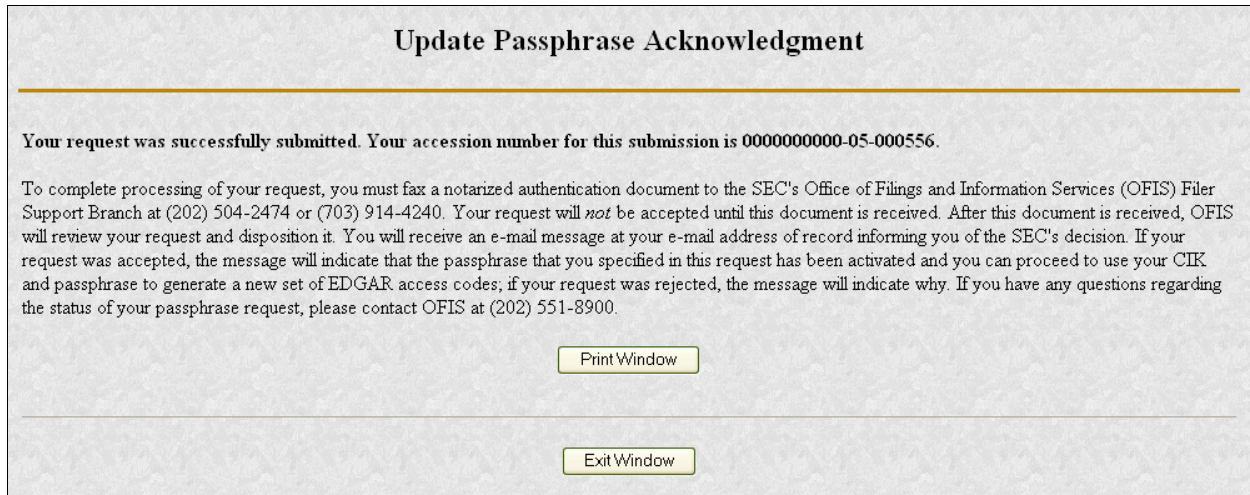 Update Passphrase Acknowledgment
Your request was successfully submitted. Your accession number for this submission is 0000000000-05-000556.
To complete processing of your request, you must fax a notarized authentication document to the SEC's Office of Filings and Information Services (OFIS) Filer
Support Branch at (202) 504-2474 or (703) 914-4240. Your request will not be accepted until this document is received. After this document is received, OFIS
will review your request and disposition it. You will receive an e-mail message at your e-mail address of record informing you of the SEC's decision. If your
request was accepted, the message will indicate that the passphrase that you specified in this request has been activated and you can proceed to use your CIK
and passphrase to generate a new set of EDGAR access codes; if your request was rejected, the message will indicate why. If you have any questions regarding
the status of your passphrase request, please contact OFIS at (202) 551-8900.
Print Window
Exit Window